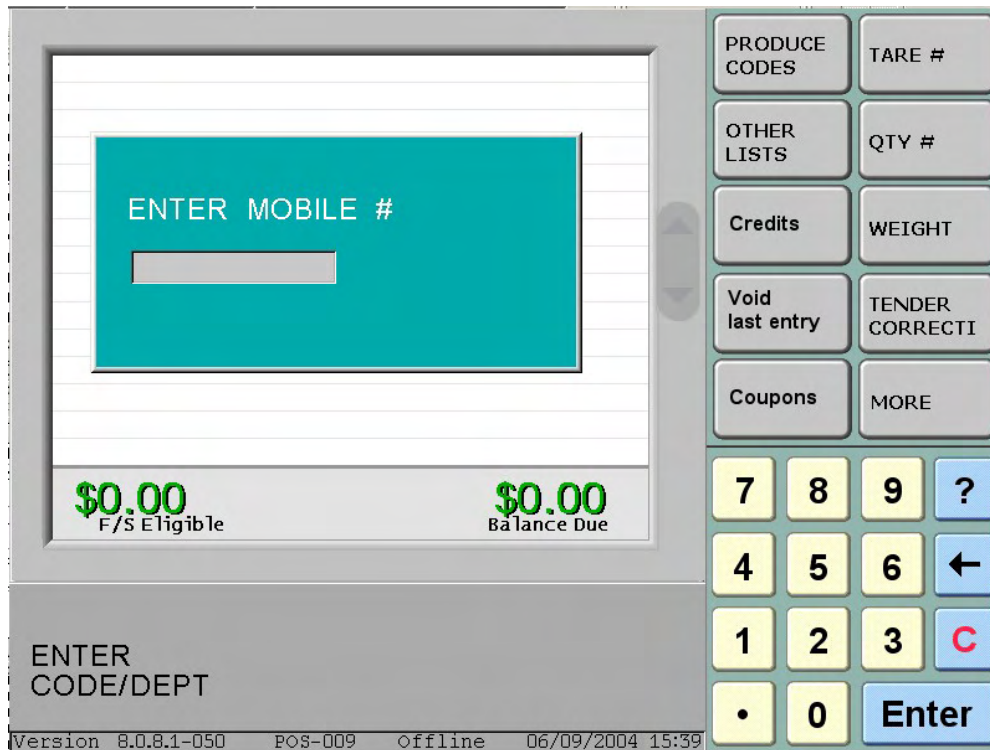 ENTER MOBILE #
$0.00
F/S Eligible
$0.00
Balance Due
ENTER
CODE/DEPT
Version 8.0.8.1-050 POS-009 Offline 06/09/2004 15:39
PRODUCE
CODES
TARE #
OTHER
LISTS
QTY #
Credits
WEIGHT
Void
last entry
TENDER
CORRECTI
Coupons
MORE
7 8 9 ?
4 5 6 ←
1 2 3 C
• 0 Enter